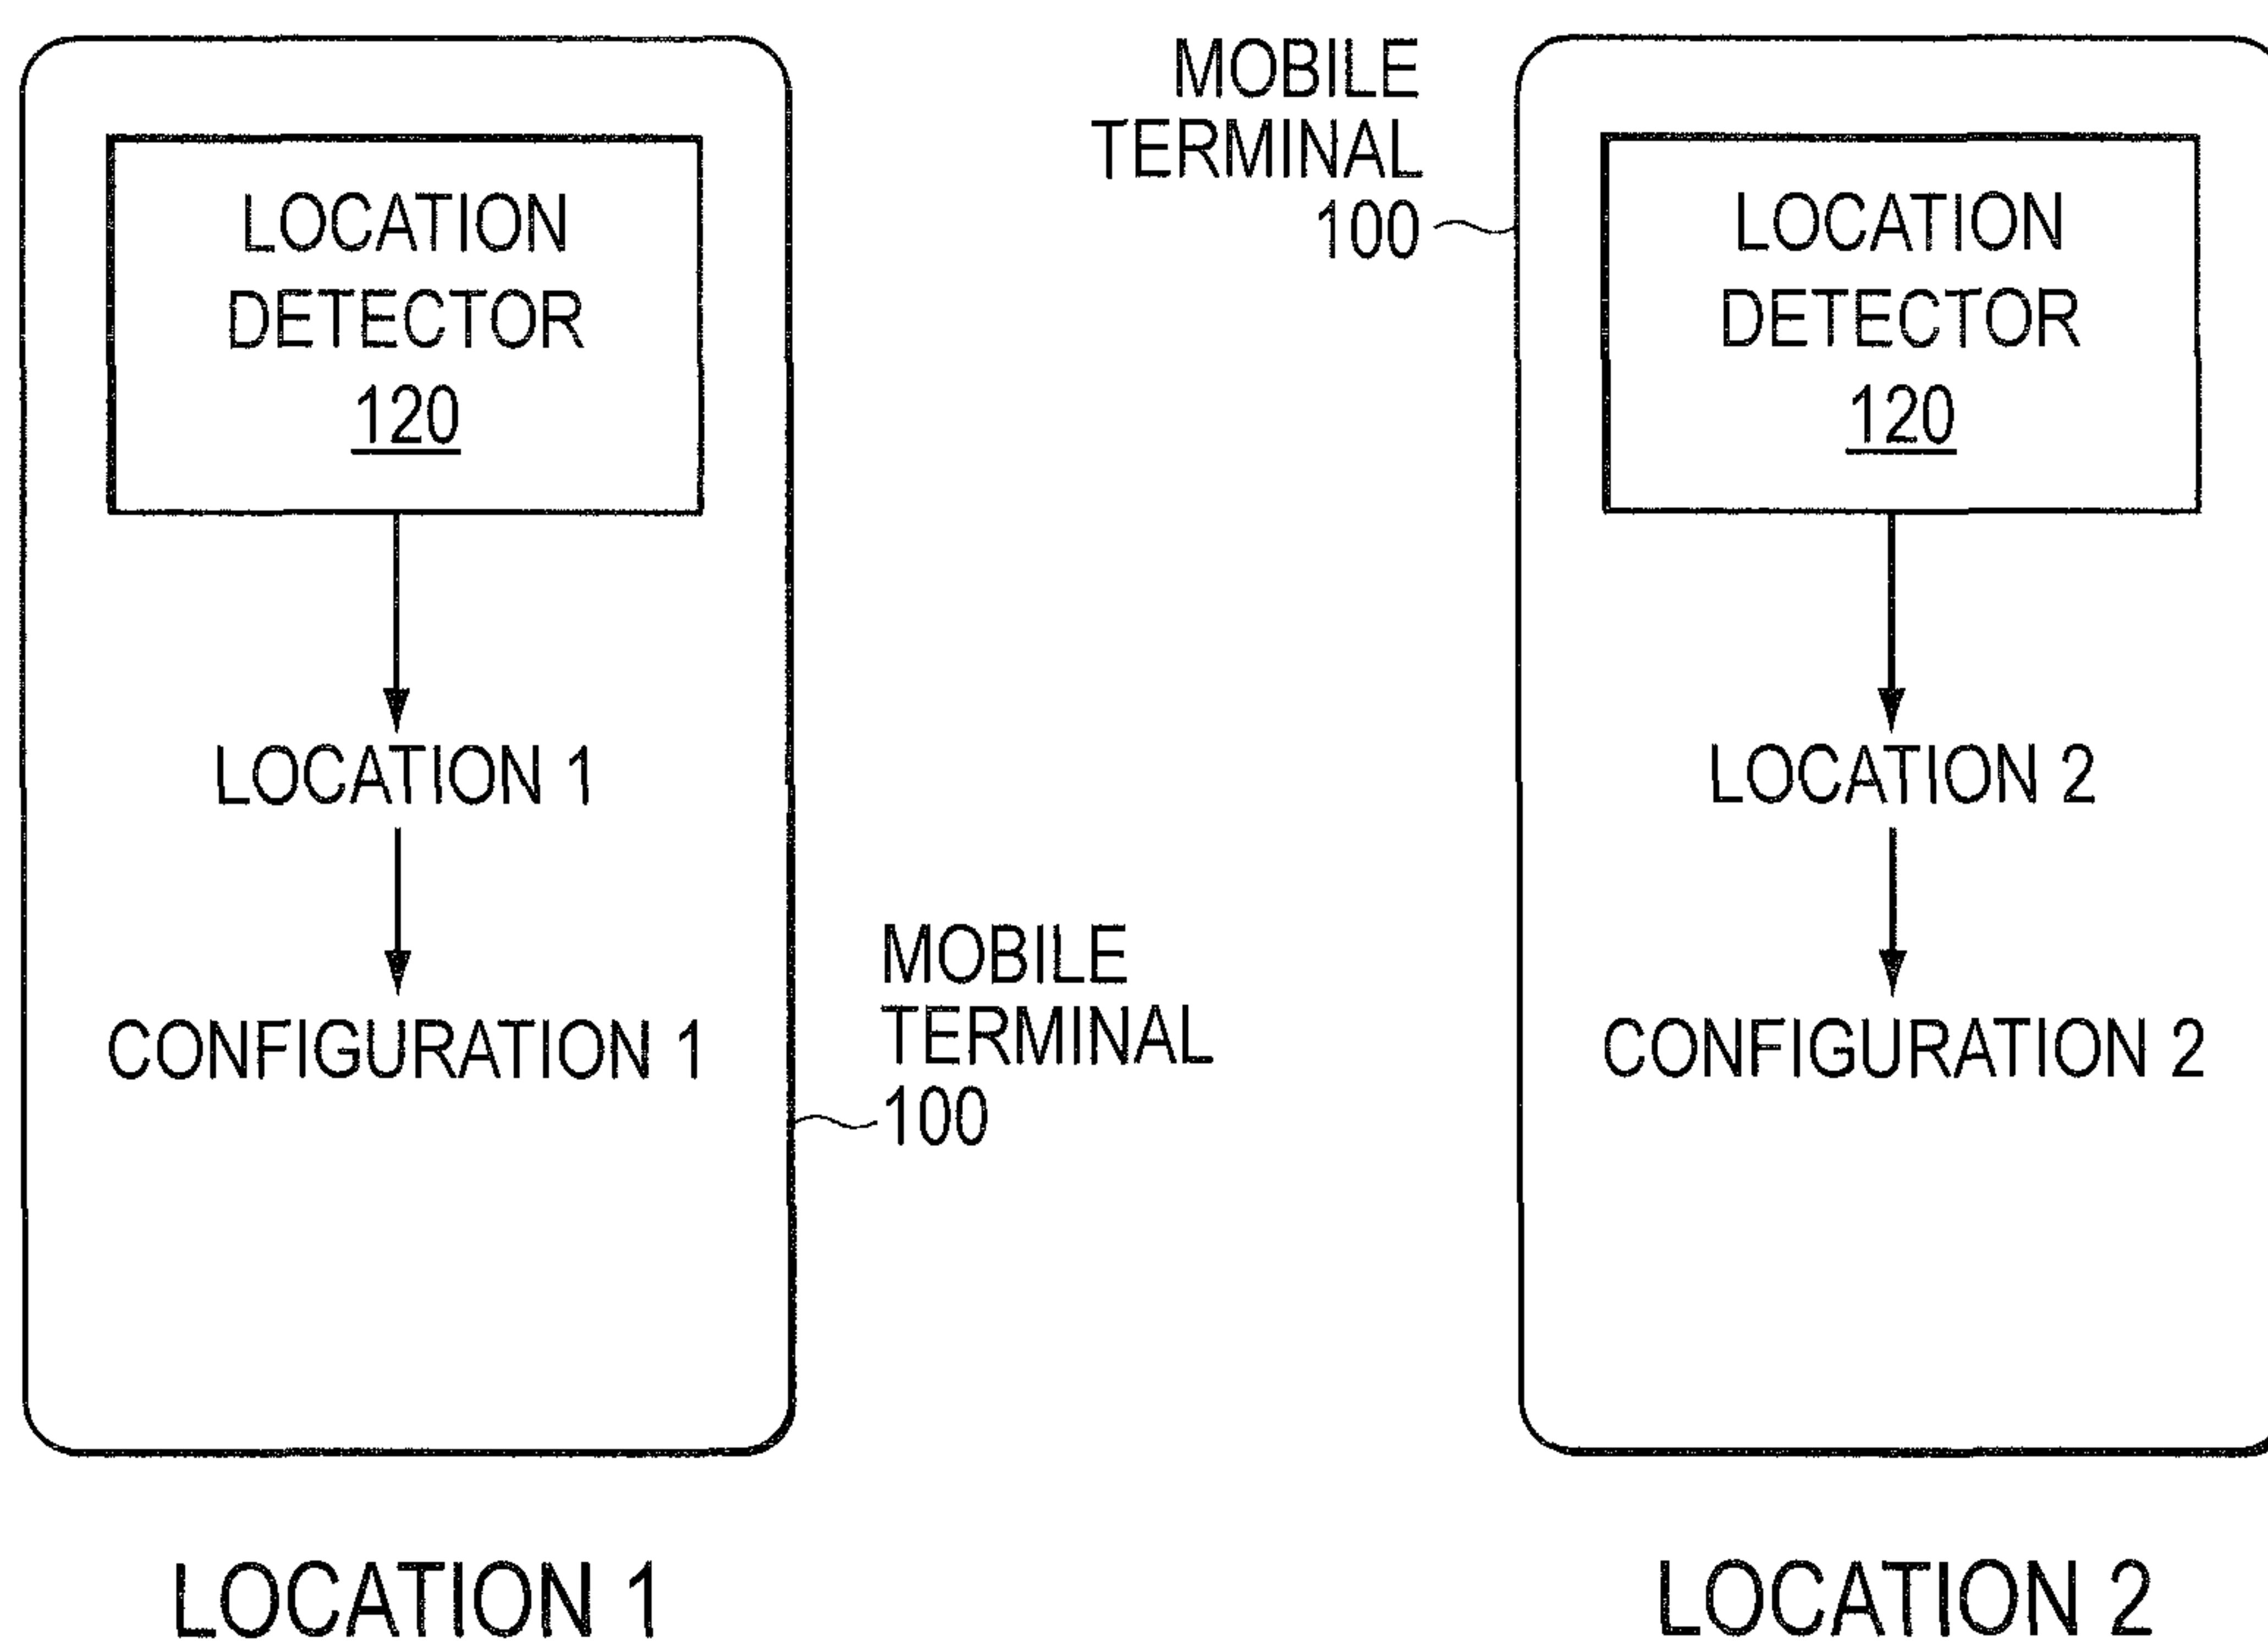 LOCATION
DETECTOR
120
LOCATION 1
CONFIGURATION 1
MOBILE
TERMINAL
100
LOCATION 1
MOBILE
TERMINAL
100
LOCATION
DETECTOR
120
LOCATION 2
CONFIGURATION 2
LOCATION 2